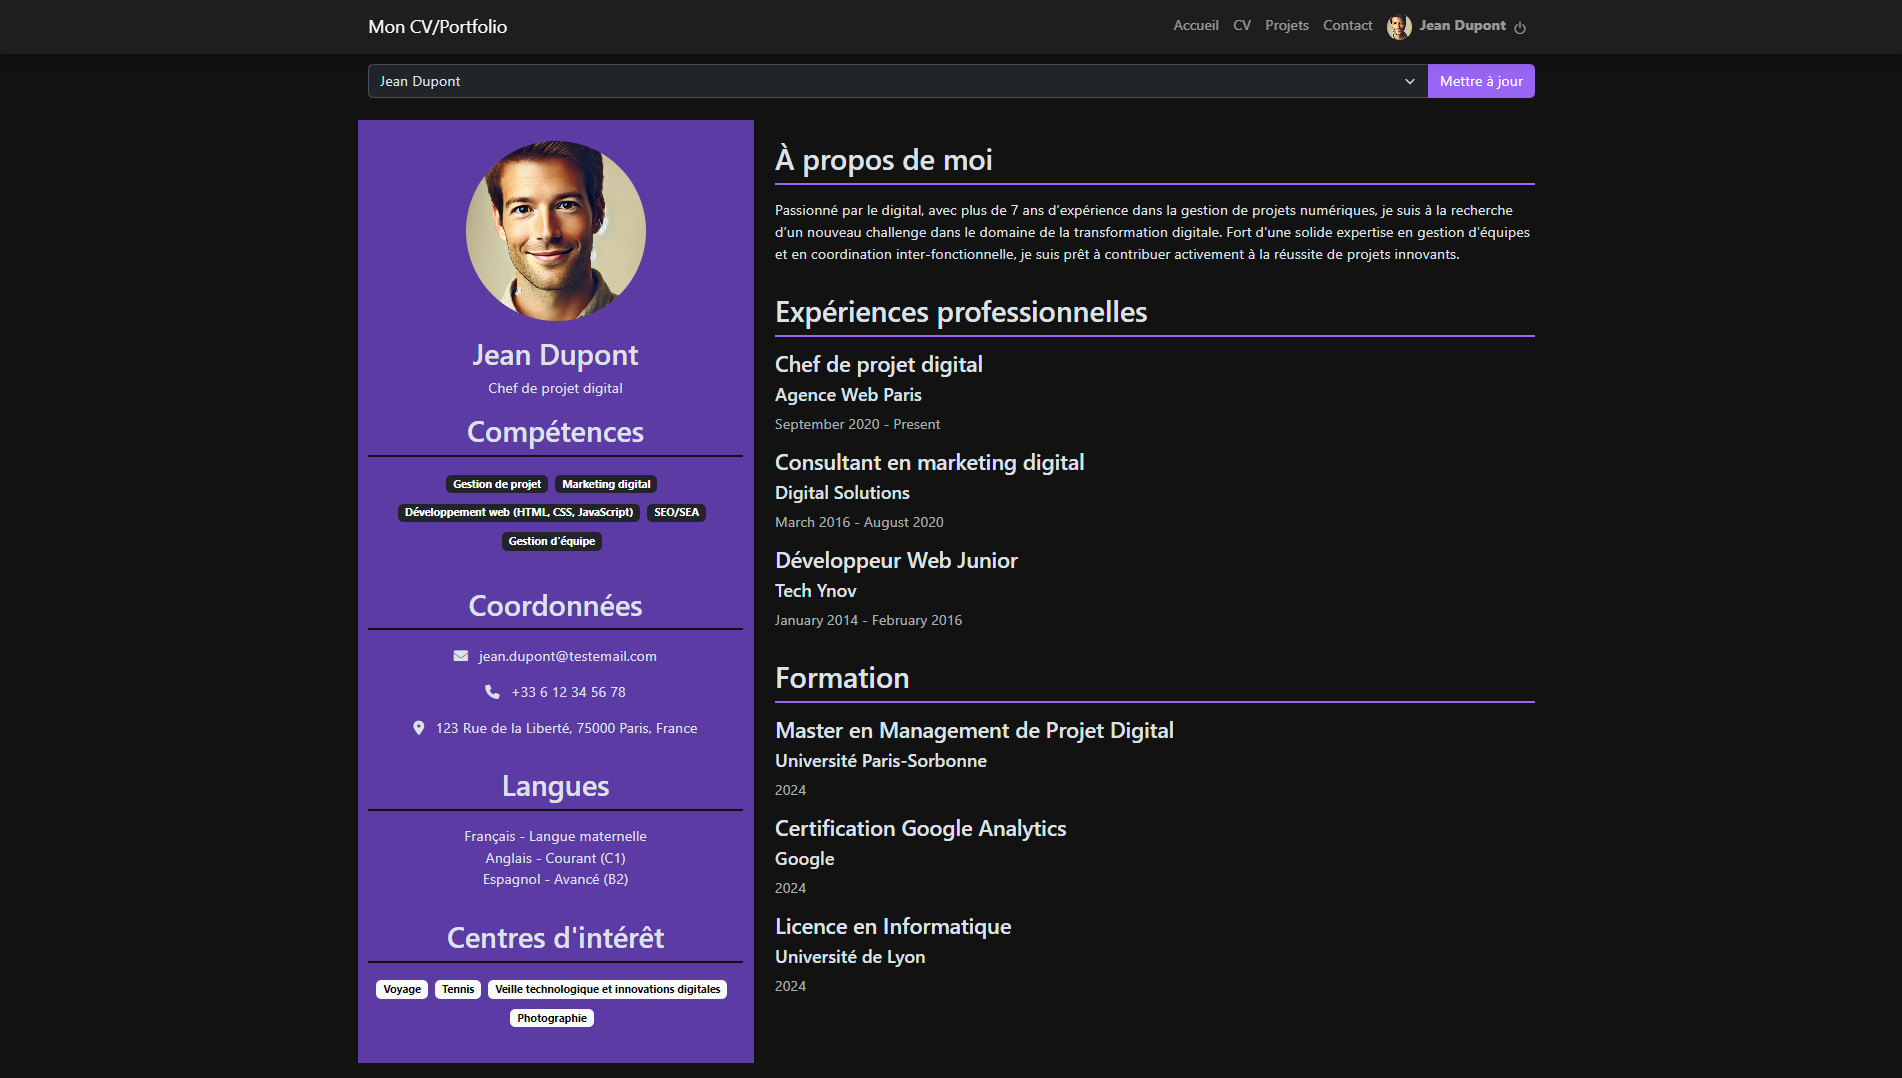 Mon CV/Portfolio
Accueil CV Projets Contact Jean Dupont
Jean Dupont
Mettre à jour
Jean Dupont
Chef de projet digital
Compétences
Gestion de projet Marketing digital
Développement web (HTML, CSS, JavaScript) SEO/SEA
Gestion d'équipe
Coordonnées
jean.dupont@testemail.com
+33 6 12 34 56 78
123 Rue de la Liberté, 75000 Paris, France
Langues
Français - Langue maternelle
Anglais - Courant (C1)
Espagnol - Avancé (B2)
Centres d'intérêt
Voyage Tennis Veille technologique et innovations digitales
Photographie
À propos de moi
Passionné par le digital, avec plus de 7 ans d'expérience dans la gestion de projets numériques, je suis à la recherche
d'un nouveau challenge dans le domaine de la transformation digitale. Fort d'une solide expertise en gestion d'équipes
et en coordination inter-fonctionnelle, je suis prêt à contribuer activement à la réussite de projets innovants.
Expériences professionnelles
Chef de projet digital
Agence Web Paris
September 2020 - Present
Consultant en marketing digital
Digital Solutions
March 2016 - August 2020
Développeur Web Junior
Tech Ynov
January 2014 - February 2016
Formation
Master en Management de Projet Digital
Université Paris-Sorbonne
2024
Certification Google Analytics
Google
2024
Licence en Informatique
Université de Lyon
2024